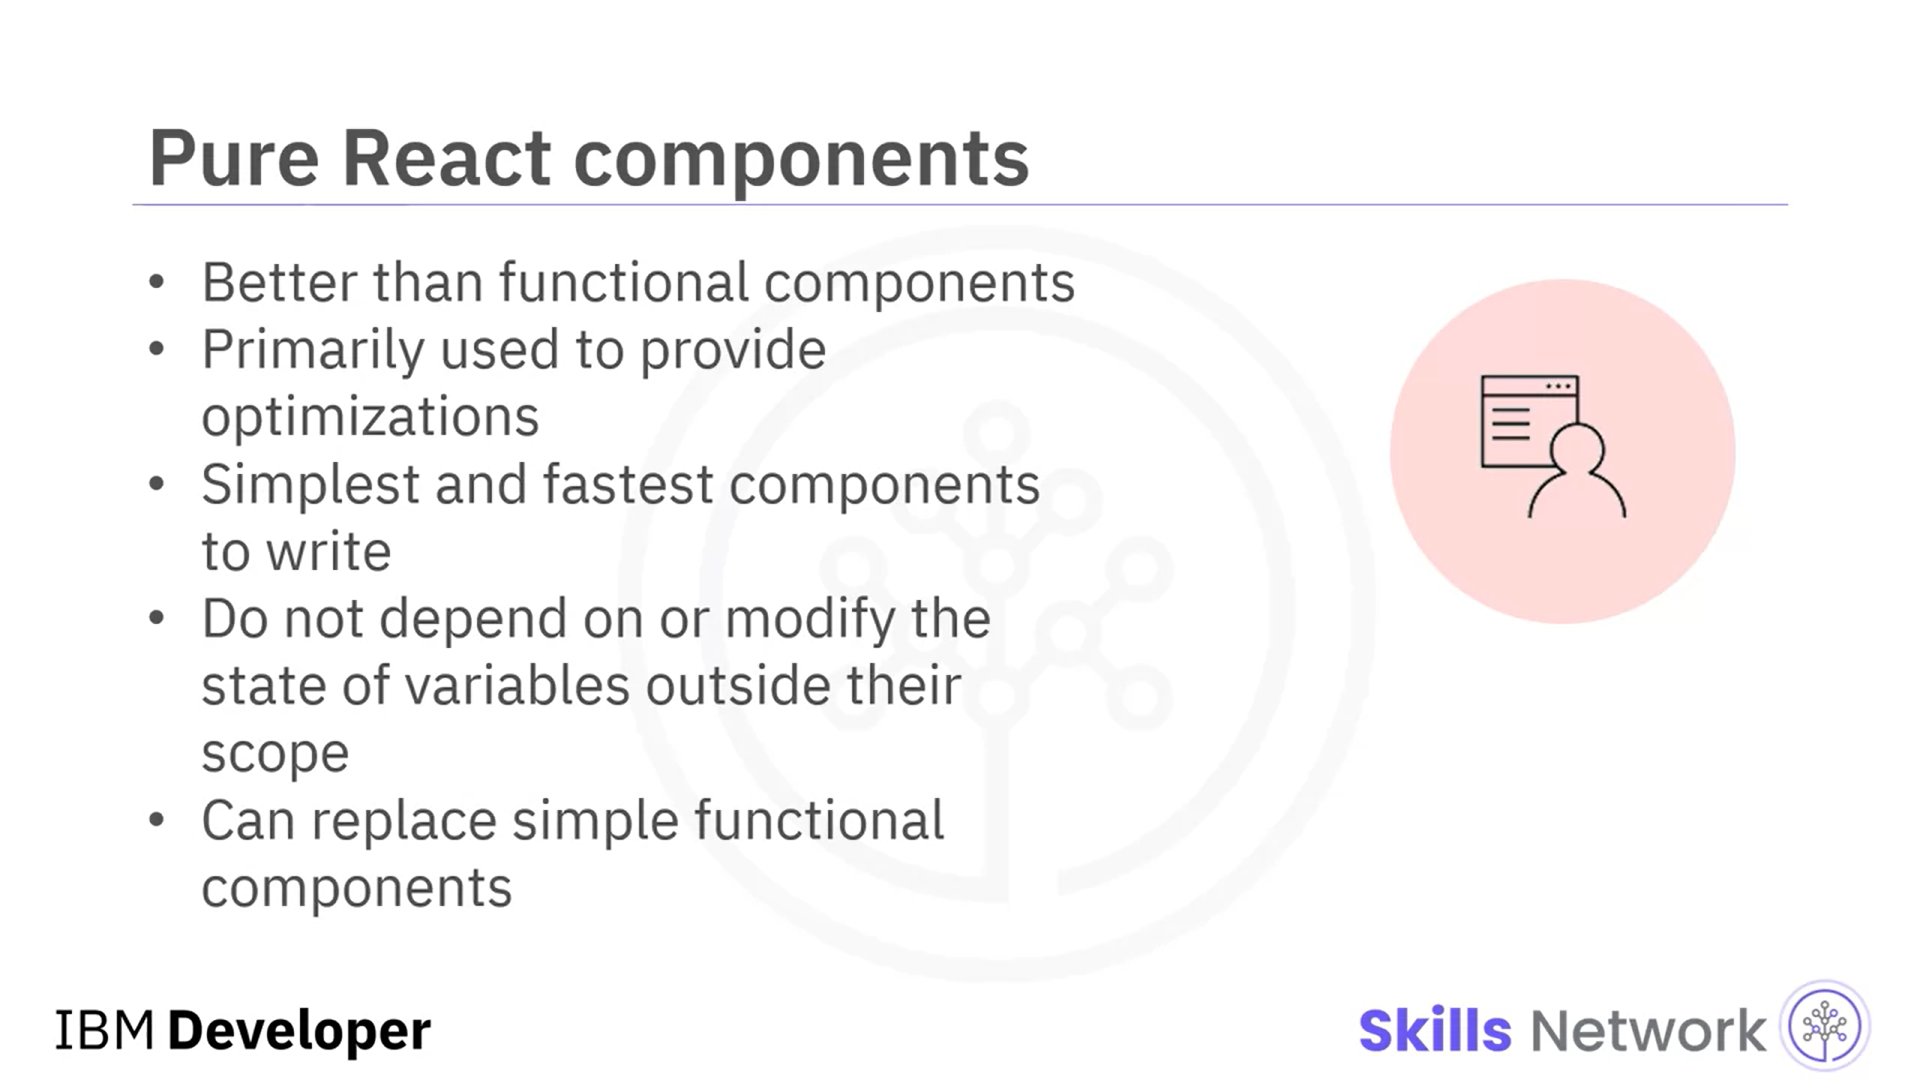 Pure React components
• Better than functional components
• Primarily used to provide
optimizations
• Simplest and fastest components
to write
• Do not depend on or modify the
state of variables outside their
scope
• Can replace simple functional
components
IBM Developer
Skills Network